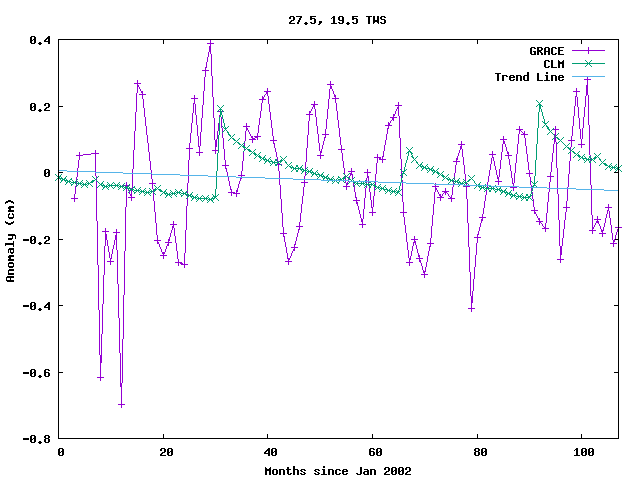 27.5, 19.5 TWS
GRACE
CLM
Trend Line
0.4
0.2
0
-0.2
-0.4
-0.6
-0.8
Anomaly (cm)
0 20 40 60 80 100
Months since Jan 2002